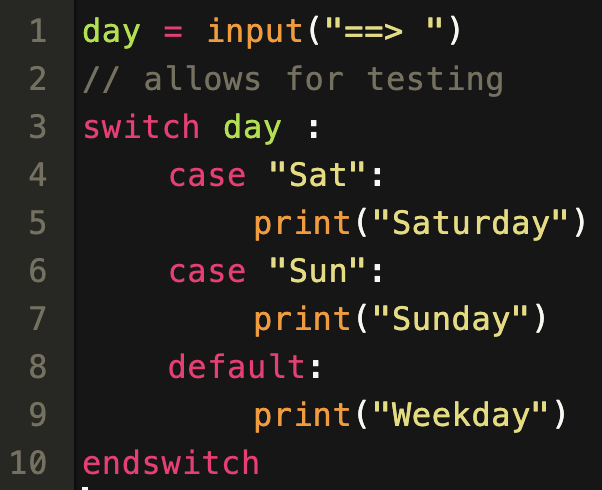 1 day = input("==> ")
2 // allows for testing
3 switch day :
4     case "Sat":
5         print("Saturday")
6     case "Sun":
7         print("Sunday")
8     default:
9         print("Weekday")
10 endswitch